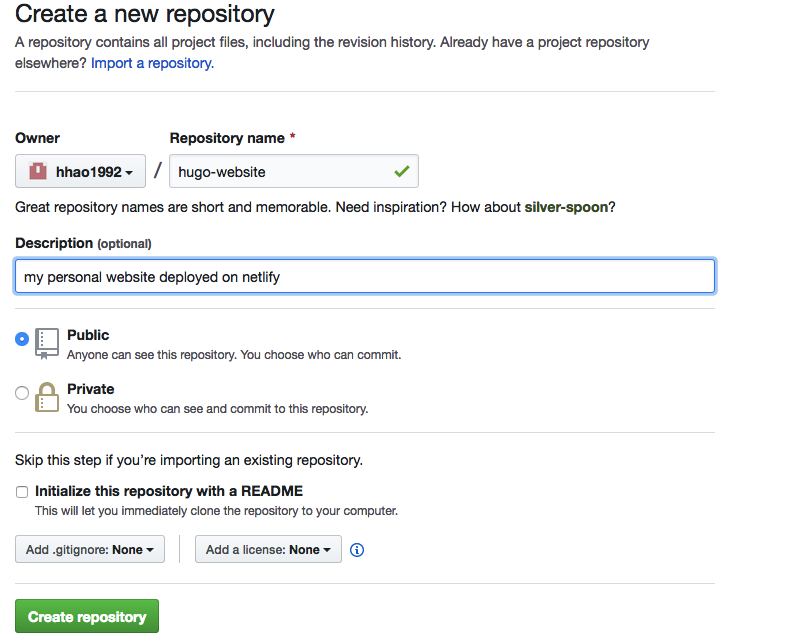 Create a new repository
A repository contains all project files, including the revision history. Already have a project repository
elsewhere? Import a repository.
Owner
Repository name *
hhao1992 / hugo-website
Great repository names are short and memorable. Need inspiration? How about silver-spoon?
Description (optional)
my personal website deployed on netlify
Public
Anyone can see this repository. You choose who can commit.
Private
You choose who can see and commit to this repository.
Skip this step if you’re importing an existing repository.
Initialize this repository with a README
This will let you immediately clone the repository to your computer.
Add .gitignore: None
Add a license: None
Create repository